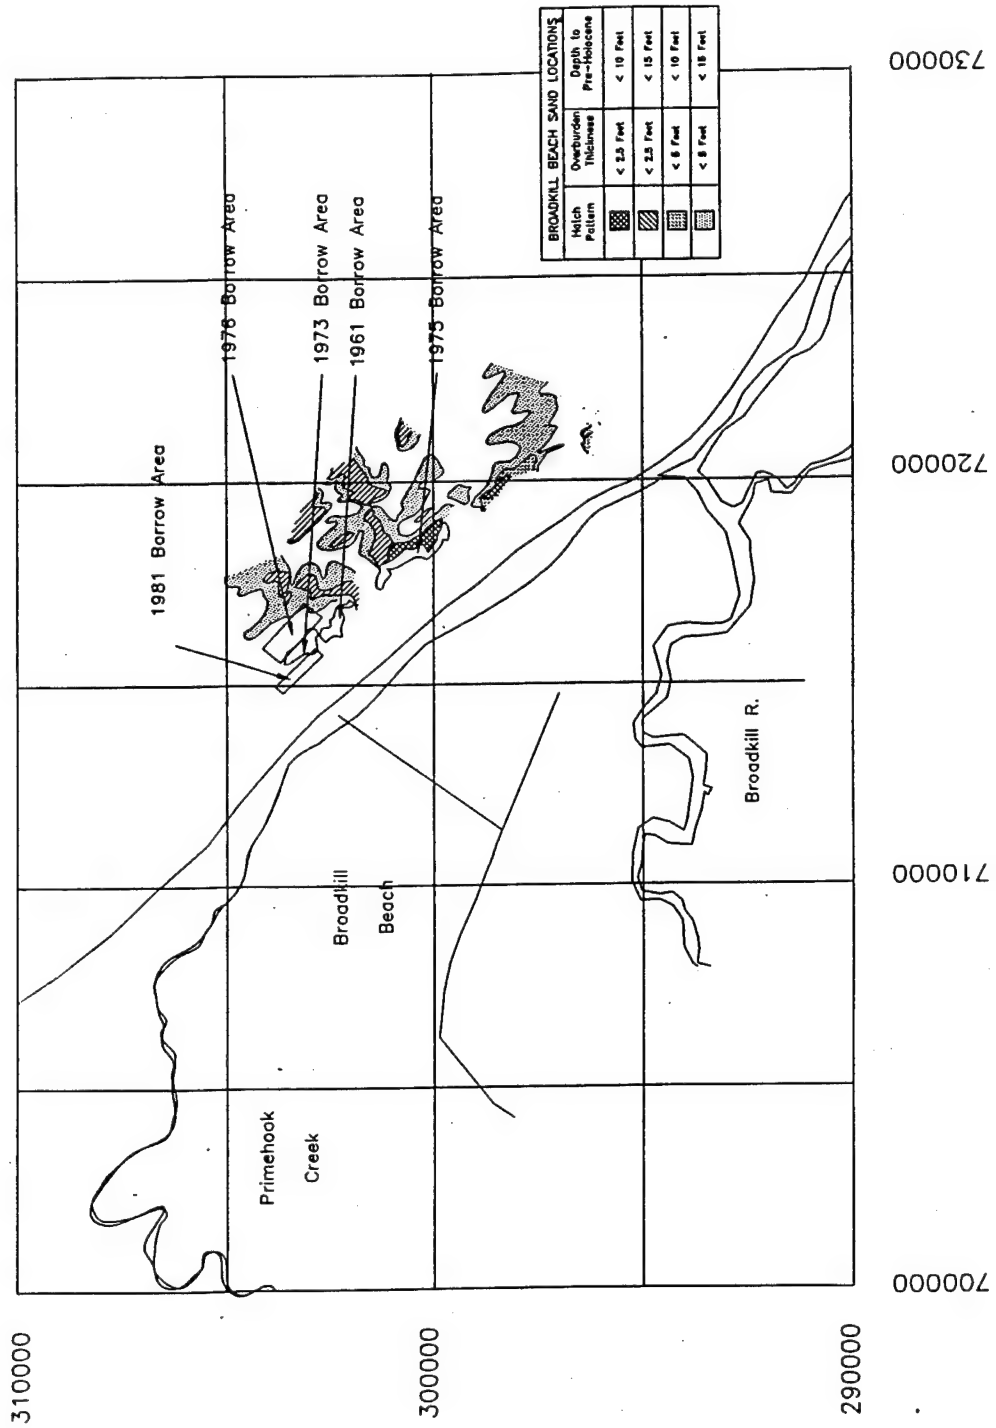 310000
300000
290000
1981 Borrow Area
1976 Borrow Area
1973 Borrow Area
1961 Borrow Area
1975 Borrow Area
Primehook
Creek
Broadkill
Beach
Broadkill R.
BROADKILL BEACH SAND LOCATIONS
Hatch Overburden Depth to
Pattern Thickness Pre-Holocene
< 2.5 Feet < 10 Feet
< 2.5 Feet < 15 Feet
< 5 Feet < 10 Feet
< 5 Feet < 15 Feet
700000
710000
720000
730000